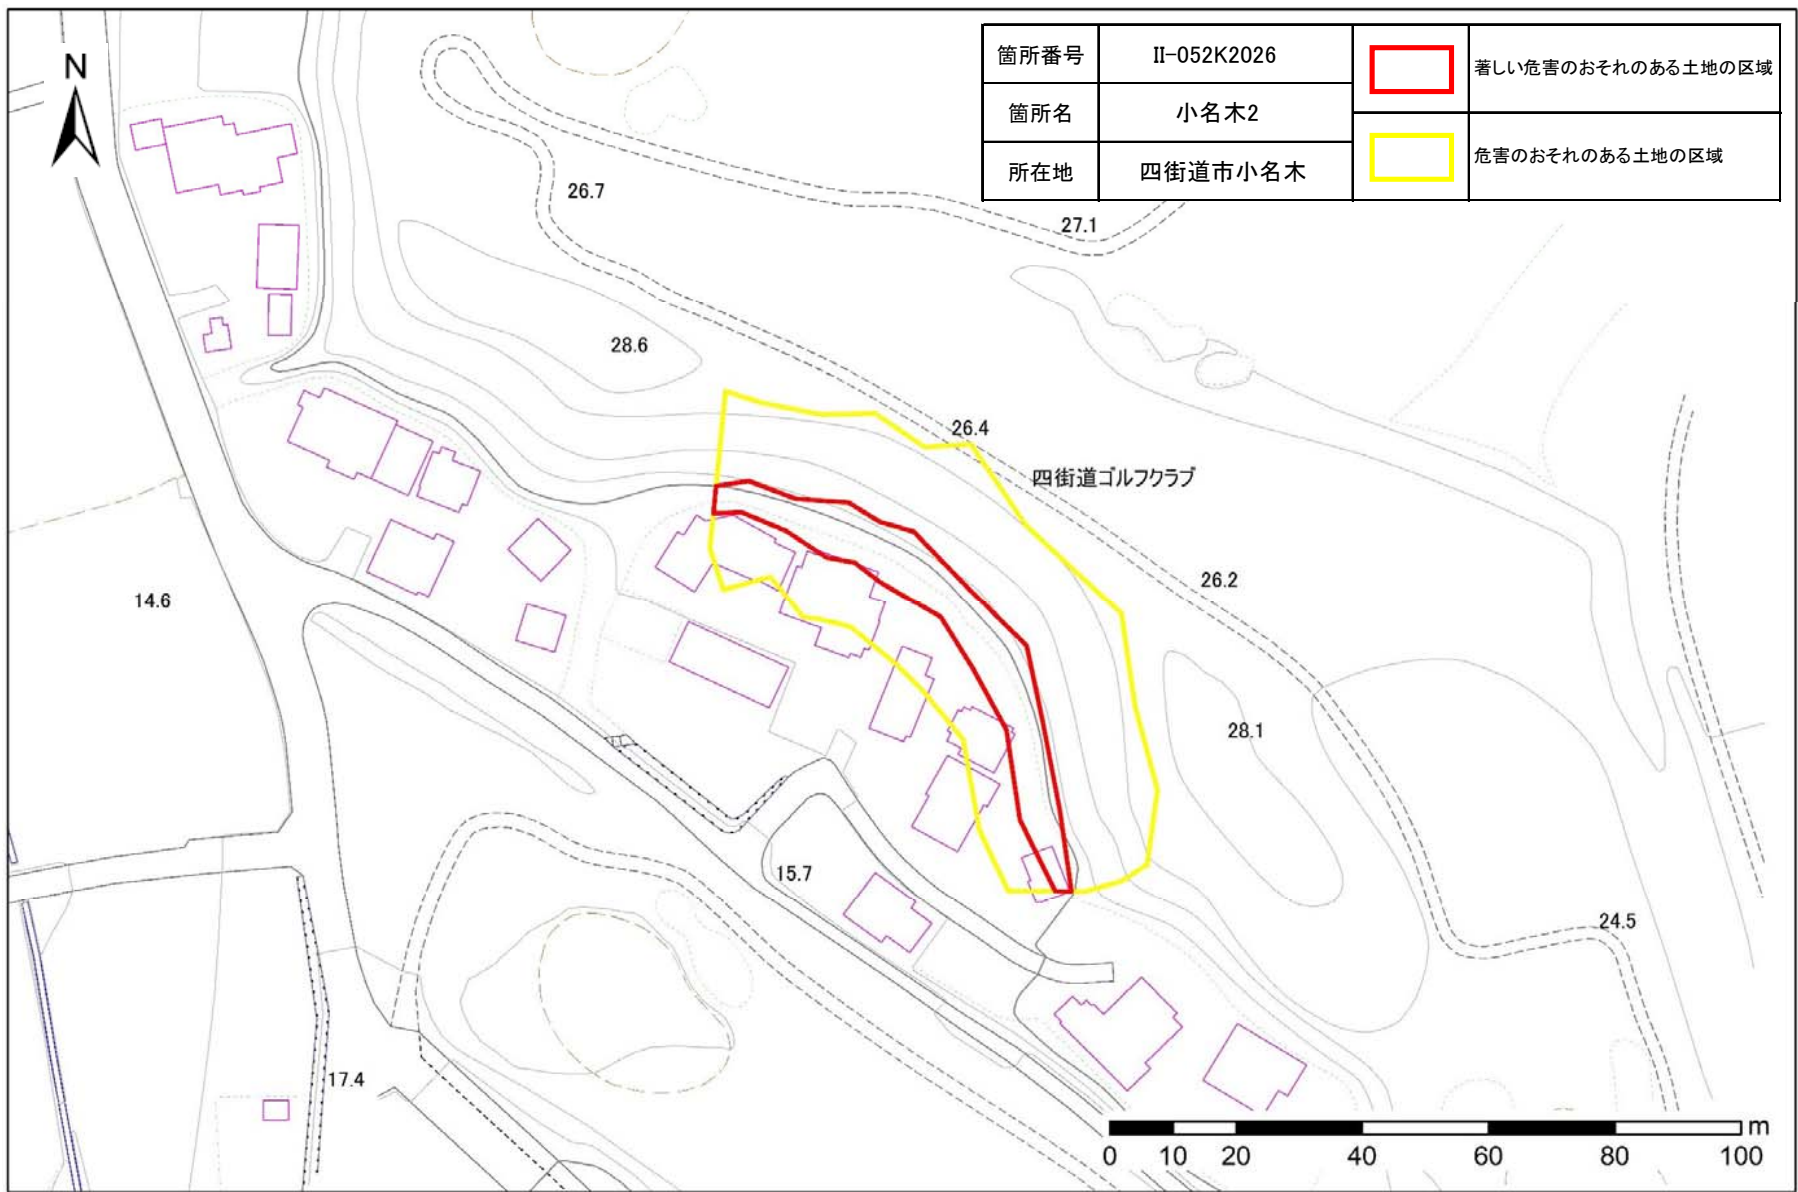 N
箇所番号 II-052K2026
著しい危害のおそれのある土地の区域
箇所名 小名木2
危害のおそれのある土地の区域
所在地 四街道市小名木
26.7
27.1
28.6
26.4
四街道ゴルフクラブ
26.2
14.6
28.1
15.7
24.5
17.4
m
0 10 20 40 60 80 100